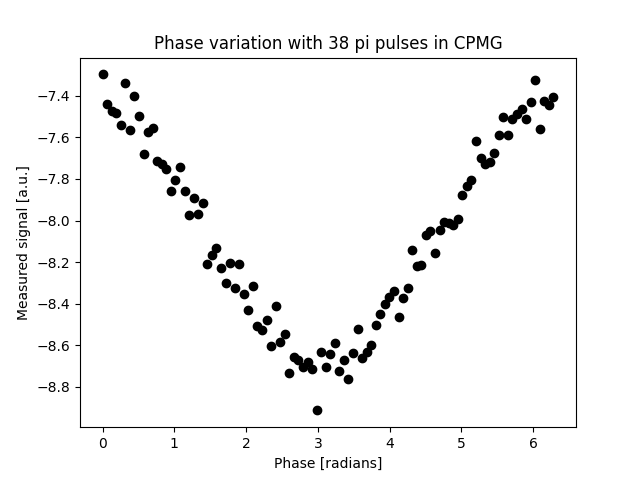 Phase variation with 38 pi pulses in CPMG
−7.4
−7.6
−7.8
−8.0
−8.2
−8.4
−8.6
−8.8
Measured signal [a.u.]
0 1 2 3 4 5 6
Phase [radians]